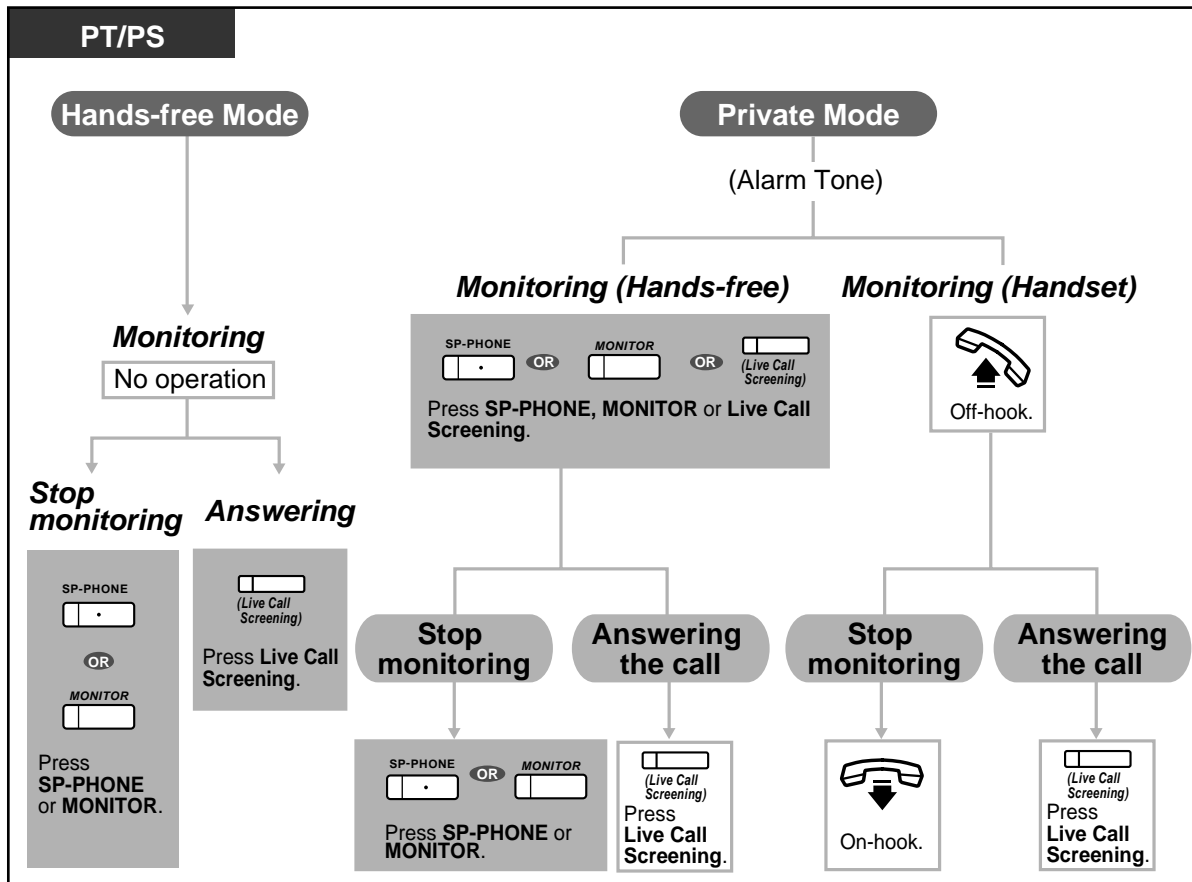 PT/PS
Hands-free Mode
Monitoring
No operation
Stop
monitoring
SP-PHONE
OR
MONITOR
Press
SP-PHONE
or MONITOR.
Answering
(Live Call
Screening)
Press Live Call
Screening.
Private Mode
(Alarm Tone)
Monitoring (Hands-free)
SP-PHONE OR MONITOR OR (Live Call
Screening)
Press SP-PHONE, MONITOR or Live Call
Screening.
Stop
monitoring
SP-PHONE OR MONITOR
Press SP-PHONE or
MONITOR.
Answering
the call
(Live Call
Screening)
Press
Live Call
Screening.
Monitoring (Handset)
Off-hook.
Stop
monitoring
On-hook.
Answering
the call
(Live Call
Screening)
Press
Live Call
Screening.